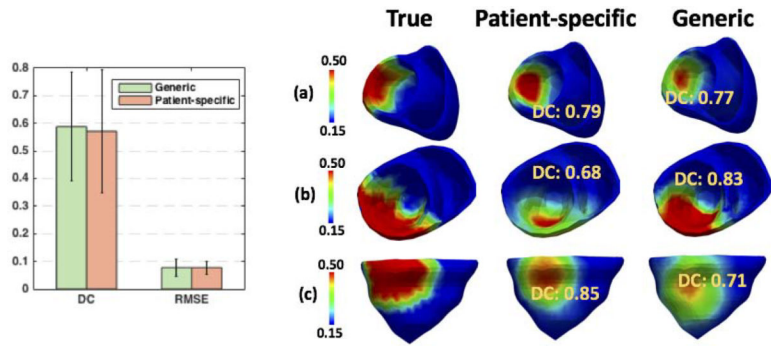 0.8
0.7
0.6
0.5
0.4
0.3
0.2
0.1
0
Generic
Patient-specific
DC
RMSE
True
Patient-specific
Generic
(a)
0.50
0.15
DC: 0.79
DC: 0.77
(b)
0.50
0.15
DC: 0.68
DC: 0.83
(c)
0.50
0.15
DC: 0.85
DC: 0.71